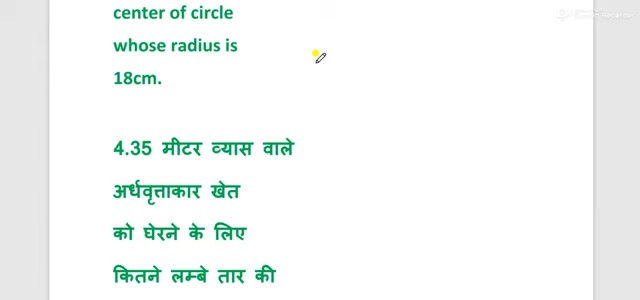 center of circle
whose radius is
18cm.
4.35 मीटर व्यास वाले
अर्धवृत्ताकार खेत
को घेरने के लिए
कितने लम्बे तार की